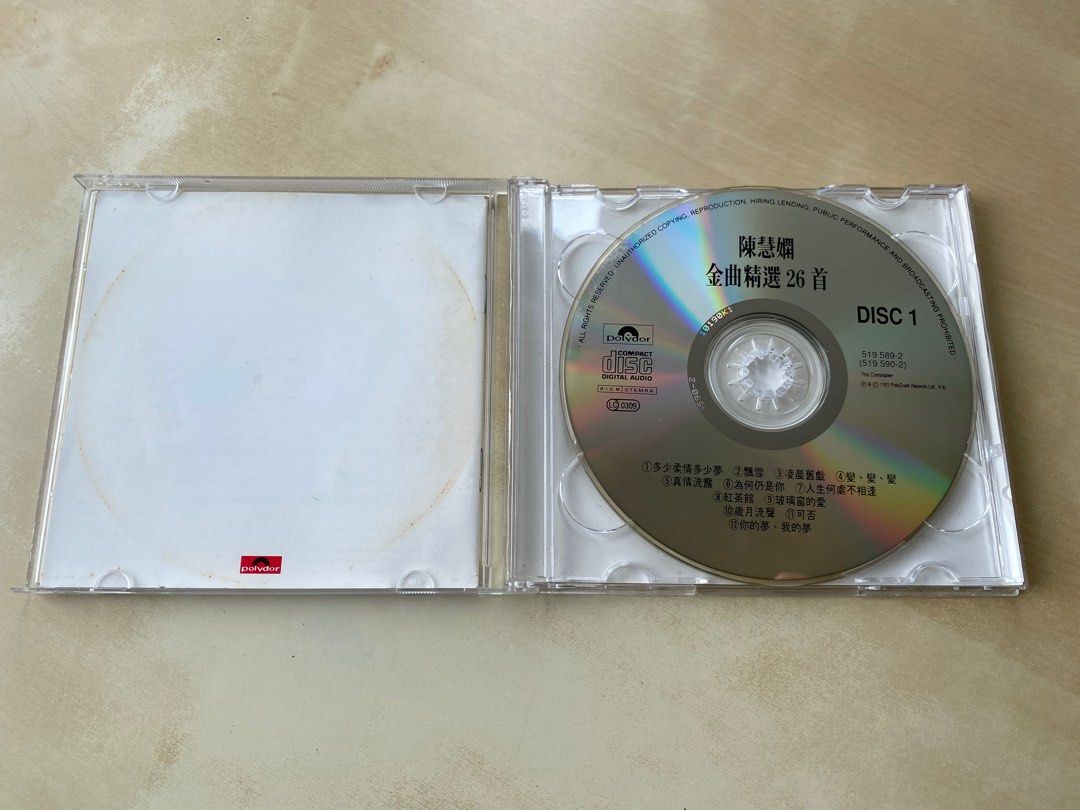 polydor
· ALL RIGHTS RESERVED · UNAUTHORIZED COPYING, REPRODUCTION, HIRING, LENDING, PUBLIC PERFORMANCE AND BROADCASTING PROHIBITED
陳慧嫻
金曲精選 26 首
DISC 1
Polydor
COMPACT
disc
DIGITAL AUDIO
BIEM STEMRA
LC 0309
519 589-2
(519 590-2)
This Compilation
Ⓟ & Ⓒ 1993 PolyGram Records Ltd., H.K.
①多少柔情多少夢 ②飄雪 ③凌晨舊戲 ④變、變、變
⑤真情流露 ⑥為何仍是你 ⑦人生何處不相逢
⑧紅茶館 ⑨玻璃窗的愛
⑩歲月流聲 ⑪可否
⑫你的夢、我的夢